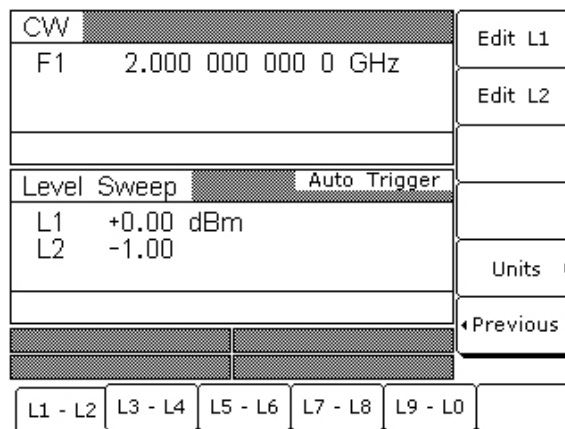 CW
F1 2.000 000 000 0 GHz
Level Sweep Auto Trigger
L1 +0.00 dBm
L2 -1.00
Edit L1
Edit L2
Units
Previous
L1 - L2 L3 - L4 L5 - L6 L7 - L8 L9 - L0